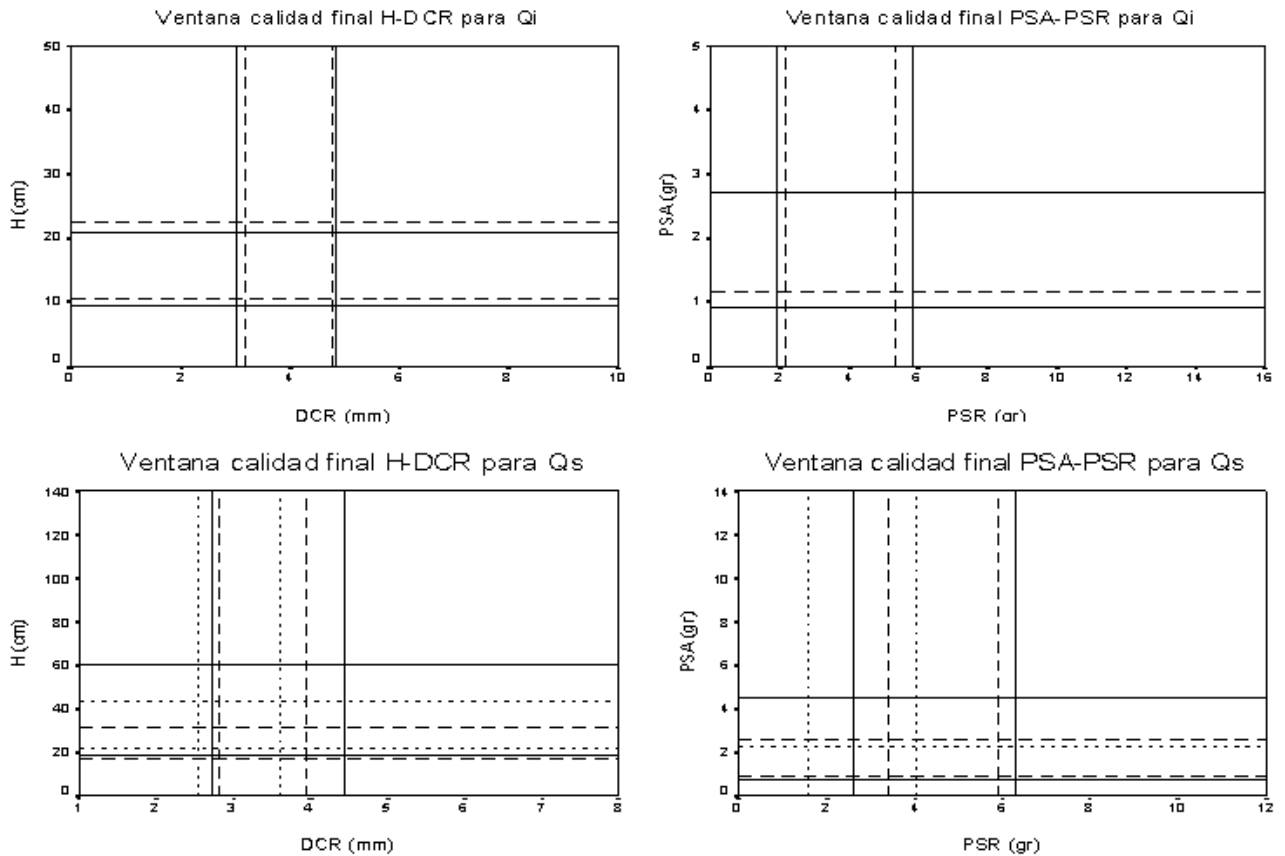 Ventana calidad final H-DCR para Qi
50
40
30
20
10
0
H (cm)
0 2 4 6 8 10
DCR (mm)
Ventana calidad final PSA-PSR para Qi
5
4
3
2
1
0
PSA(gr)
0 2 4 6 8 10 12 14 16
PSR (gr)
Ventana calidad final H-DCR para Qs
140
120
100
80
60
40
20
0
H (cm)
1 2 3 4 5 6 7 8
DCR (mm)
Ventana calidad final PSA-PSR para Qs
14
12
10
8
6
4
2
0
PSA(gr)
0 2 4 6 8 10 12
PSR (gr)